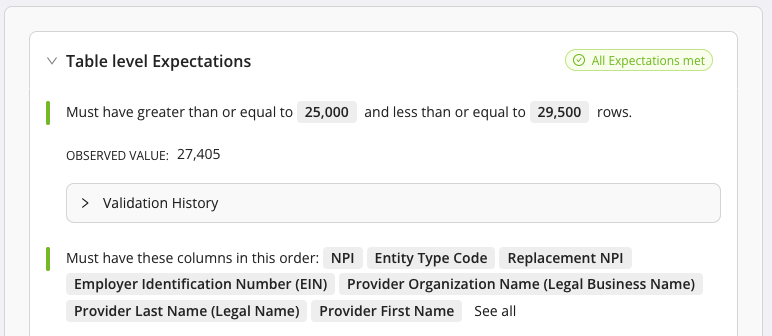 Table level Expectations All Expectations met
Must have greater than or equal to 25,000 and less than or equal to 29,500 rows.
OBSERVED VALUE: 27,405
Validation History
Must have these columns in this order: NPI Entity Type Code Replacement NPI
Employer Identification Number (EIN) Provider Organization Name (Legal Business Name)
Provider Last Name (Legal Name) Provider First Name See all